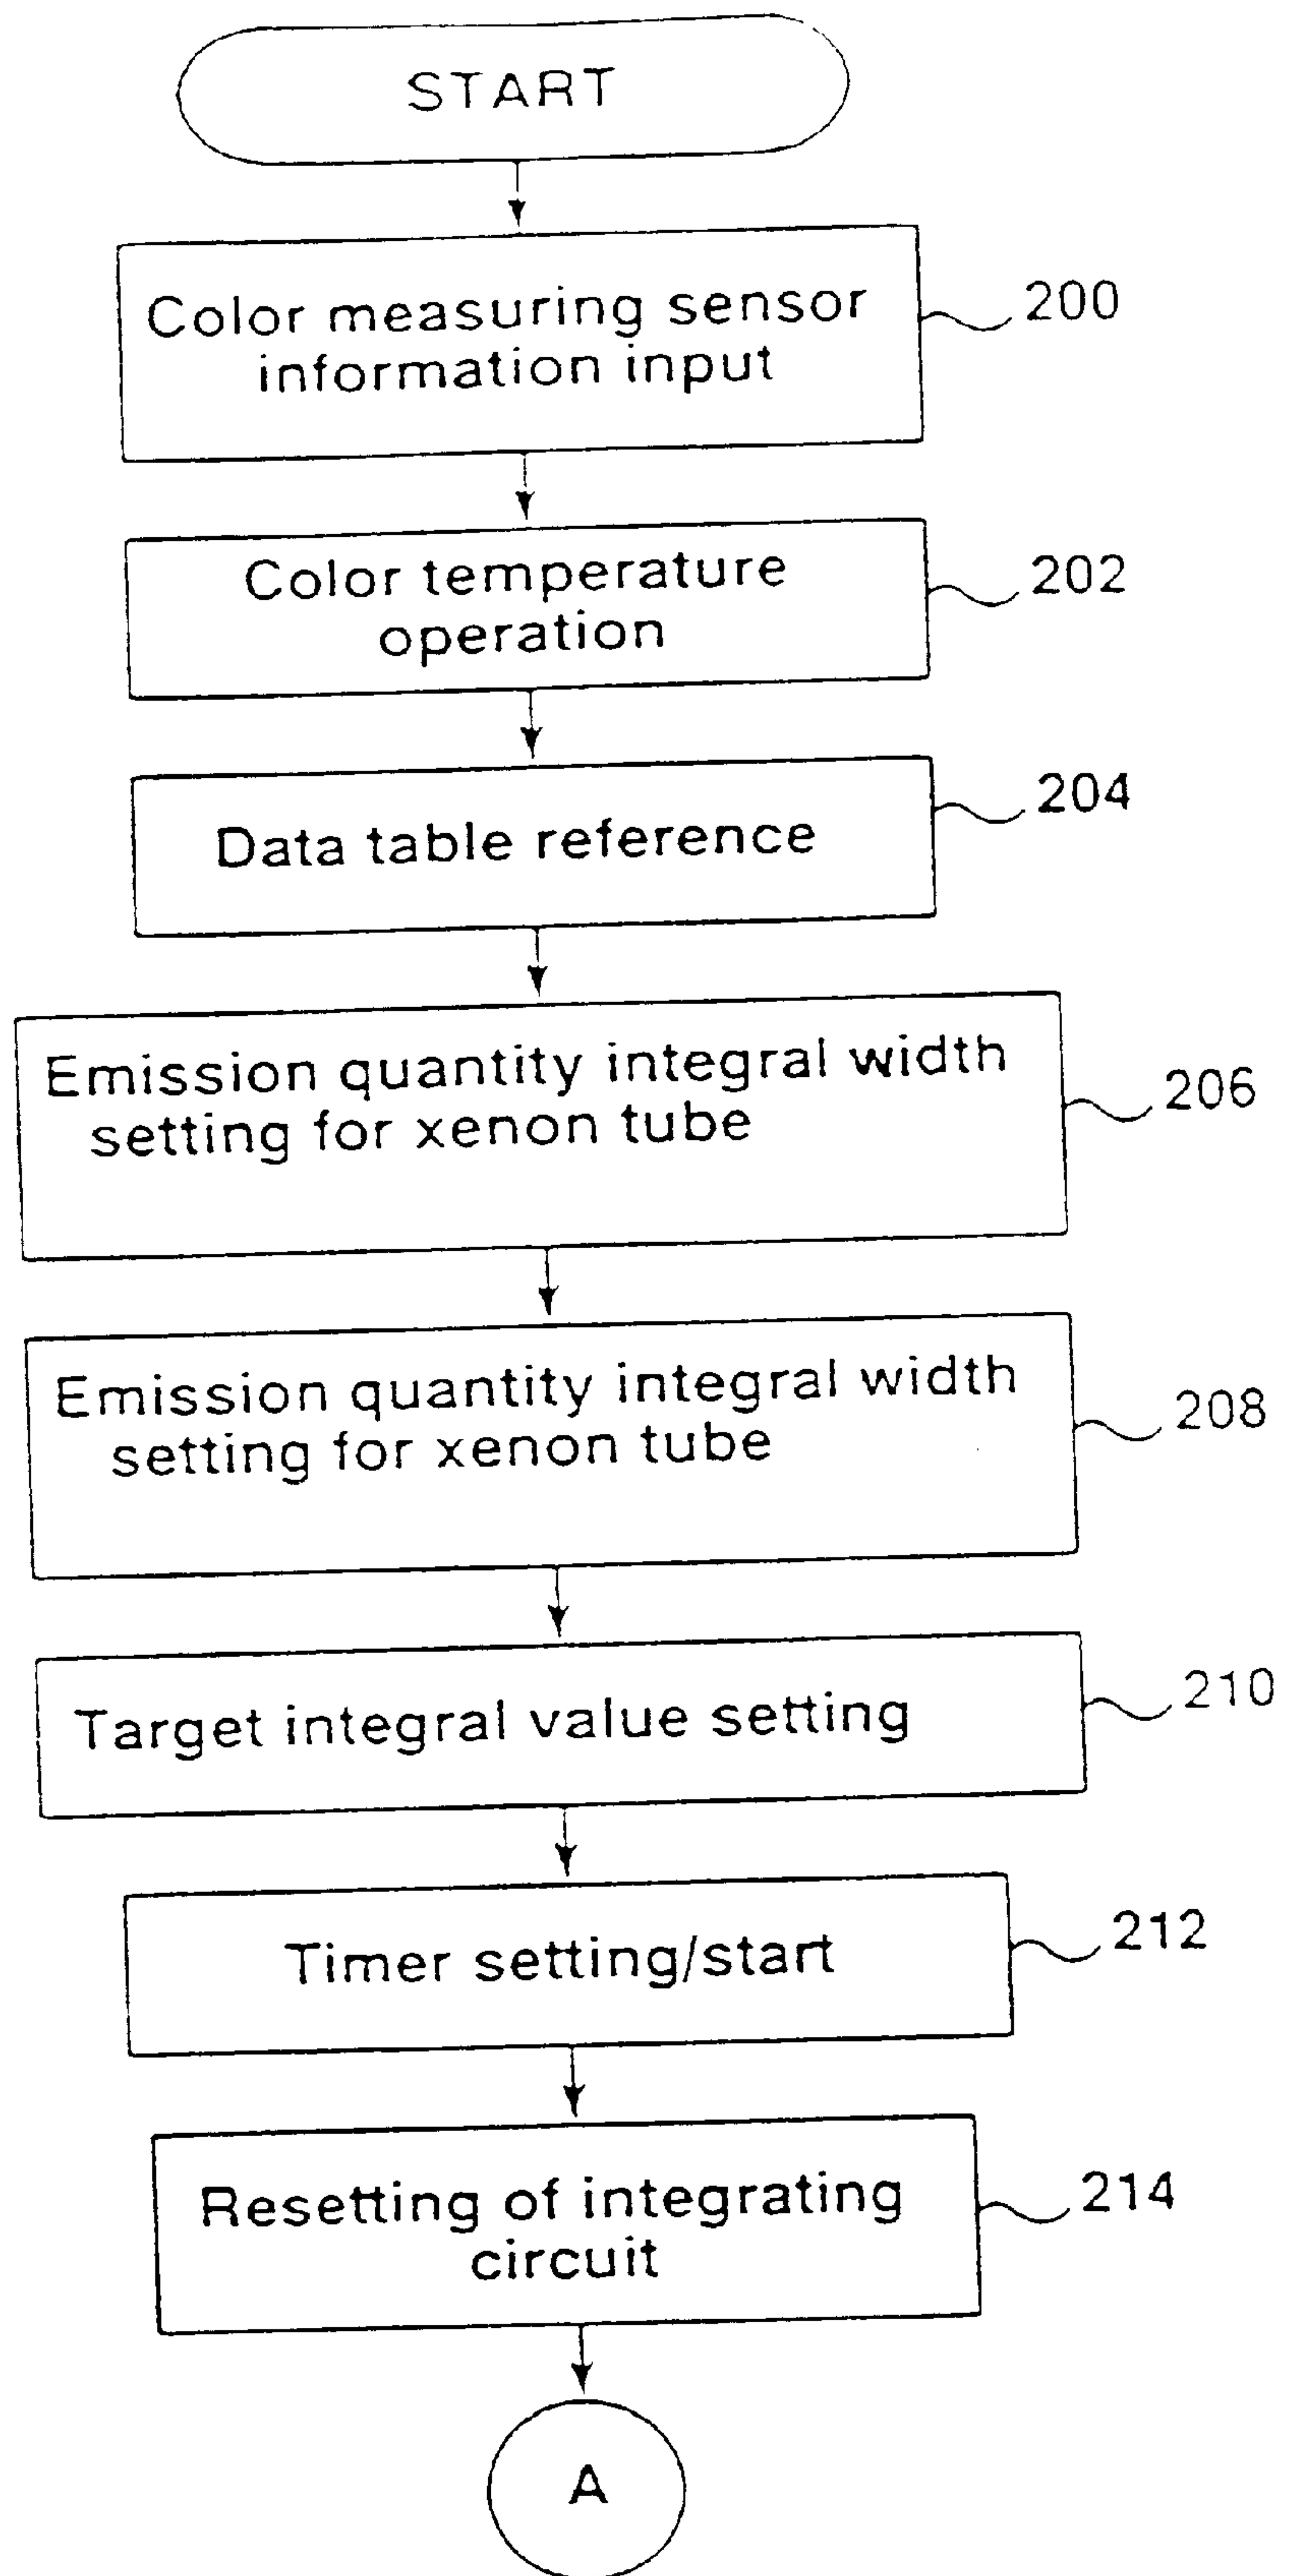 START
Color measuring sensor
information input
200
Color temperature
operation
202
Data table reference
204
Emission quantity integral width
setting for xenon tube
206
Emission quantity integral width
setting for xenon tube
208
Target integral value setting
210
Timer setting/start
212
Resetting of integrating
circuit
214
A